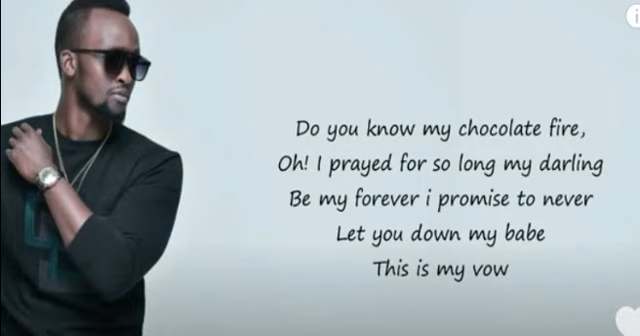 Do you know my chocolate fire,
Oh! I prayed for so long my darling
Be my forever i promise to never
Let you down my babe
This is my vow